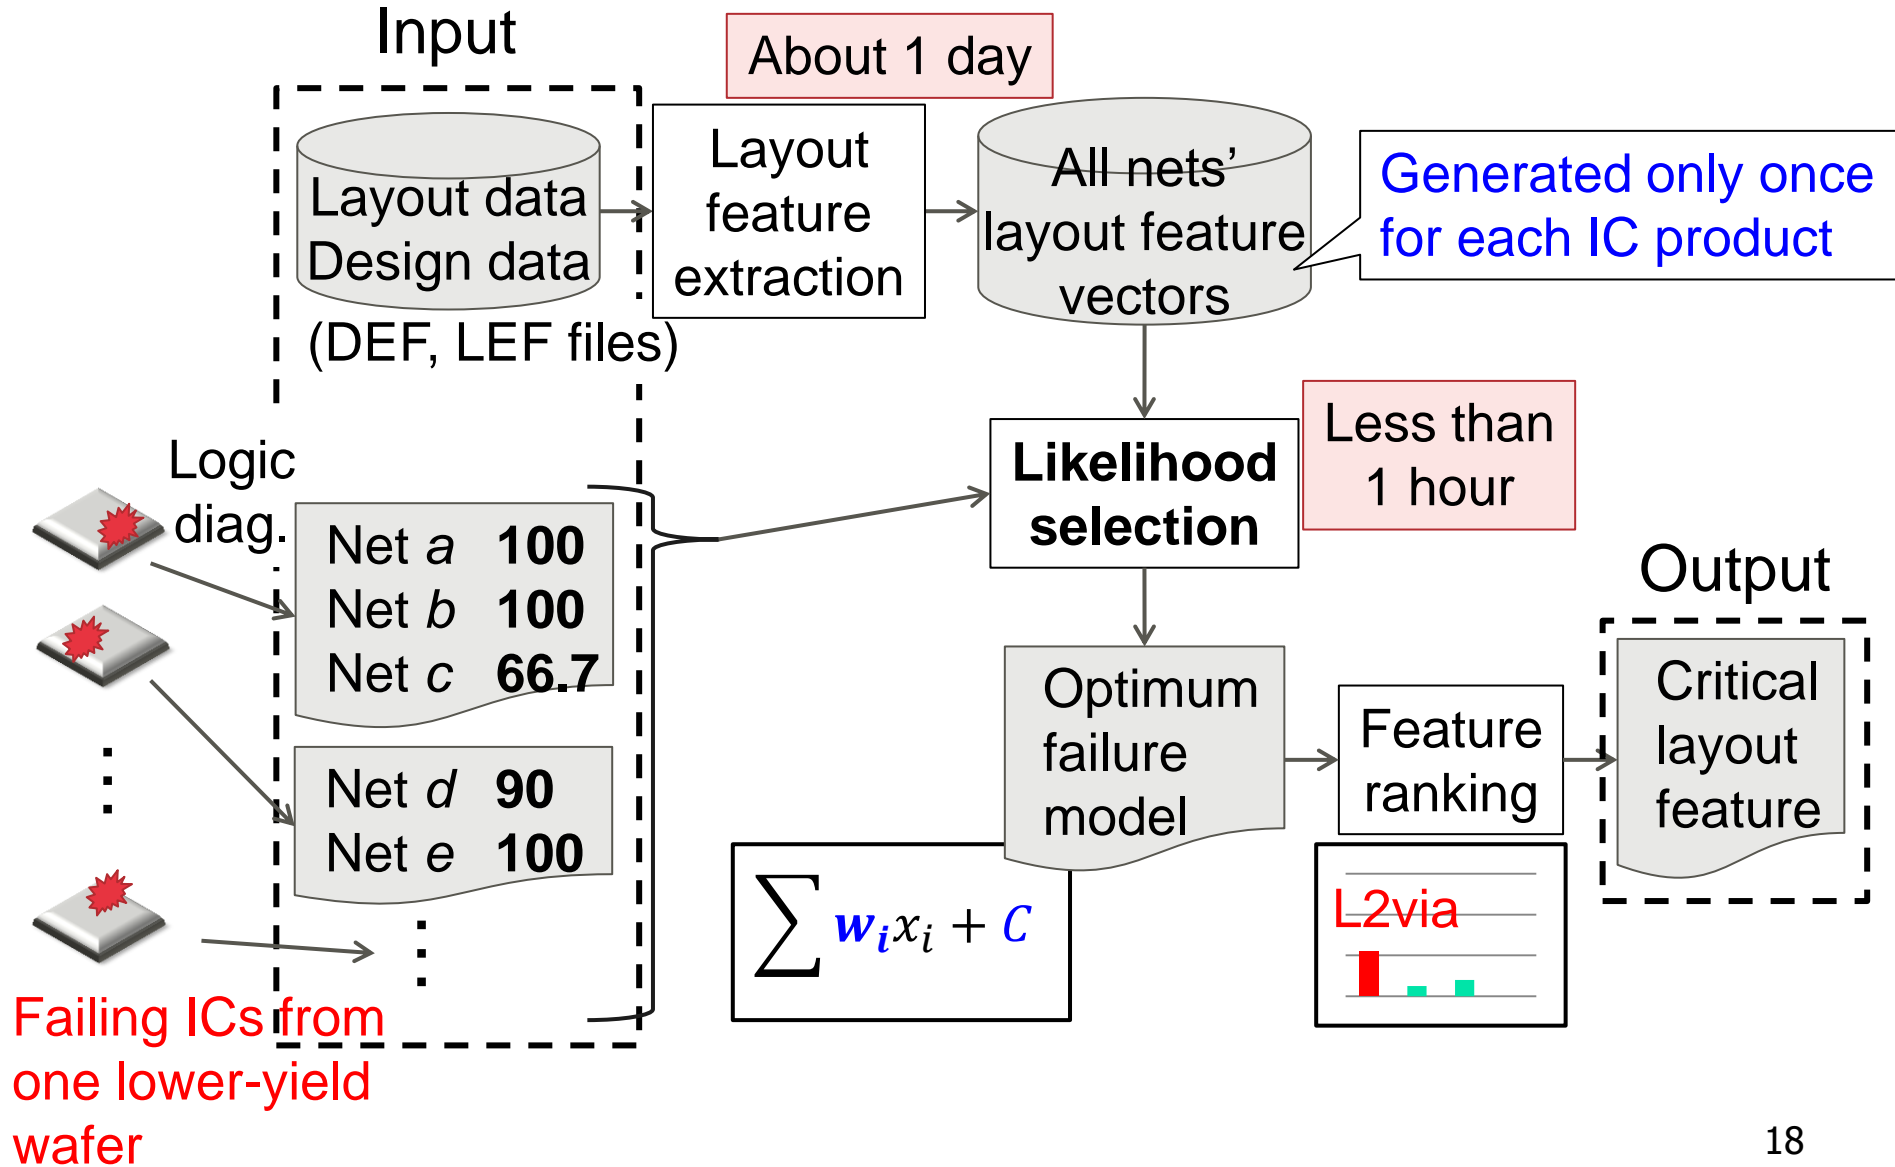 Input
About 1 day
Layout data
Design data
(DEF, LEF files)
Layout
feature
extraction
All nets’
layout feature
vectors
Generated only once
for each IC product
Logic
diag.
Net a 100
Net b 100
Net c 66.7
Net d 90
Net e 100
⋮
⋮
Failing ICs from
one lower-yield
wafer
Likelihood
selection
Less than
1 hour
Optimum
failure
model
∑ wᵢxᵢ + C
Feature
ranking
L2via
Output
Critical
layout
feature
18